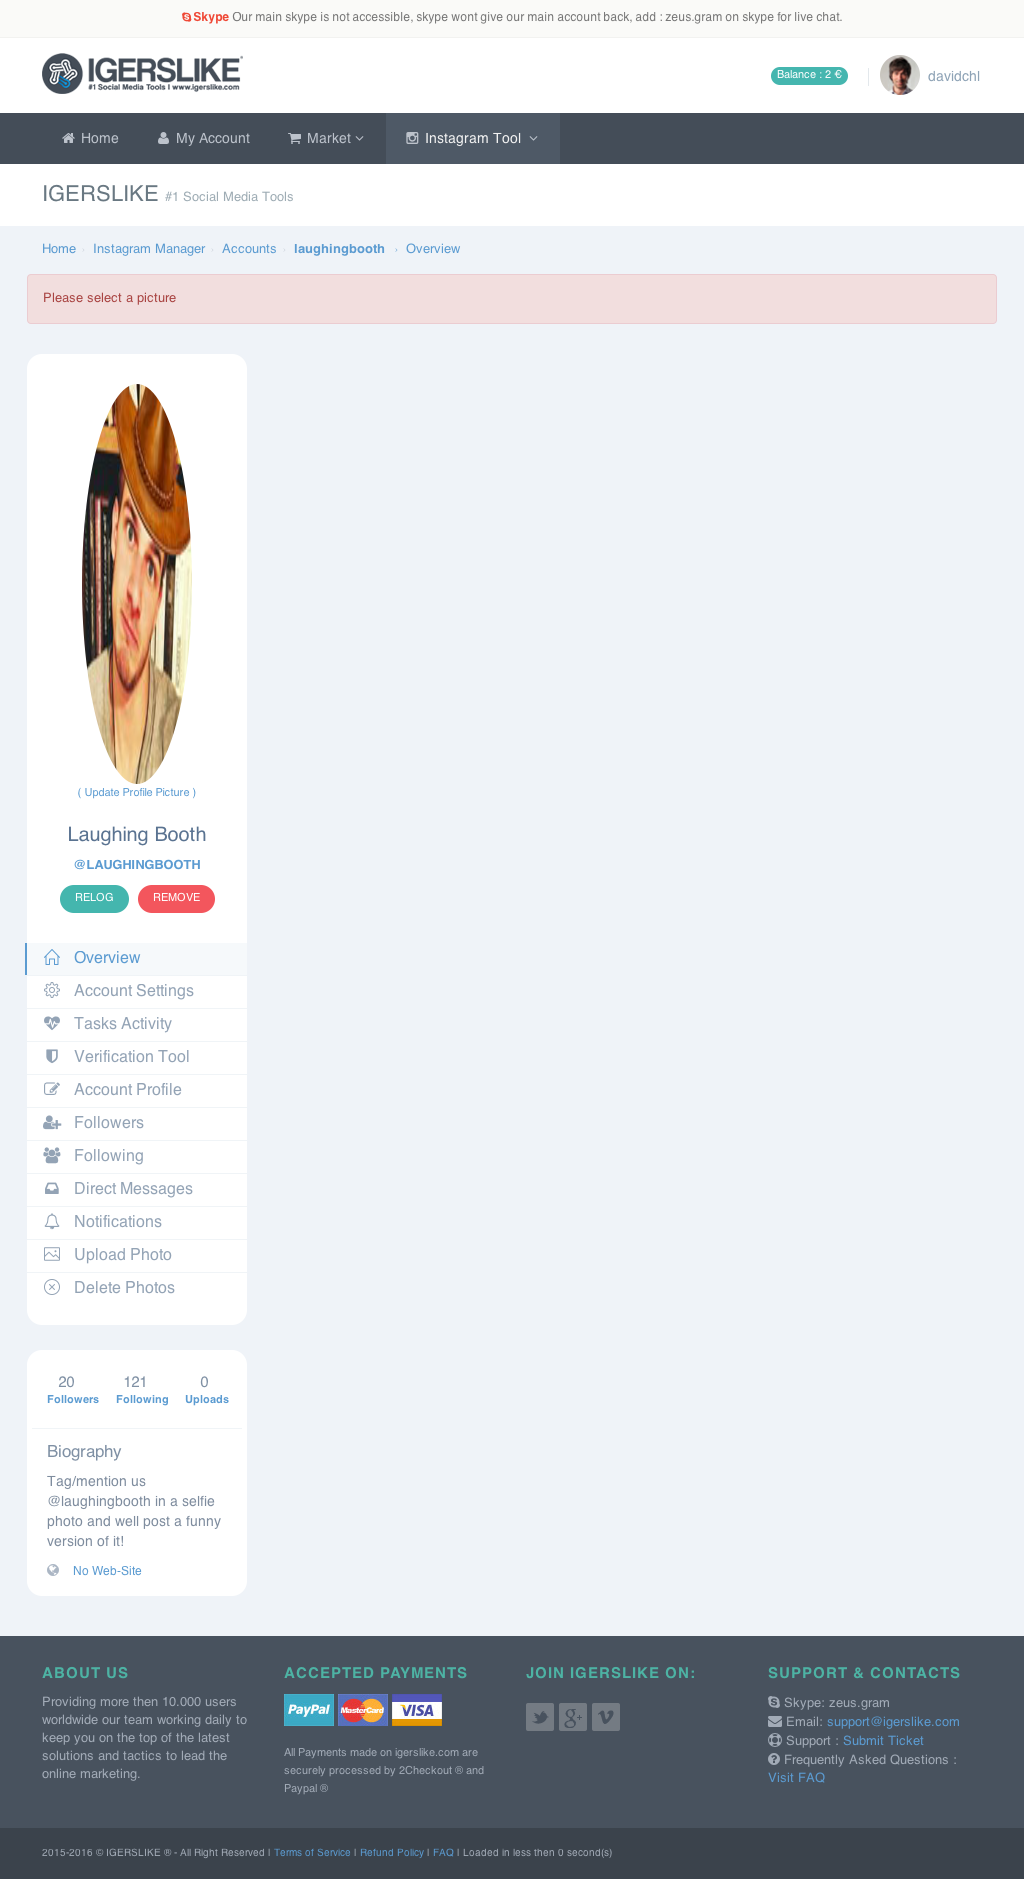 Skype Our main skype is not accessible, skype wont give our main account back, add : zeus.gram on skype for live chat.
IGERSLIKE
#1 Social Media Tools I www.igerslike.com
Balance : 2 €
davidchl
Home My Account Market Instagram Tool
IGERSLIKE #1 Social Media Tools
Home Instagram Manager Accounts laughingbooth Overview
Please select a picture
( Update Profile Picture )
Laughing Booth
@LAUGHINGBOOTH
RELOG REMOVE
Overview
Account Settings
Tasks Activity
Verification Tool
Account Profile
Followers
Following
Direct Messages
Notifications
Upload Photo
Delete Photos
20 121 0
Followers Following Uploads
Biography
Tag/mention us
@laughingbooth in a selfie
photo and well post a funny
version of it!
No Web-Site
ABOUT US
Providing more then 10.000 users
worldwide our team working daily to
keep you on the top of the latest
solutions and tactics to lead the
online marketing.
ACCEPTED PAYMENTS
PayPal MasterCard VISA
All Payments made on igerslike.com are
securely processed by 2Checkout ® and
Paypal ®
JOIN IGERSLIKE ON:
SUPPORT & CONTACTS
Skype: zeus.gram
Email: support@igerslike.com
Support : Submit Ticket
Frequently Asked Questions :
Visit FAQ
2015-2016 © IGERSLIKE ® - All Right Reserved I Terms of Service I Refund Policy I FAQ I Loaded in less then 0 second(s)